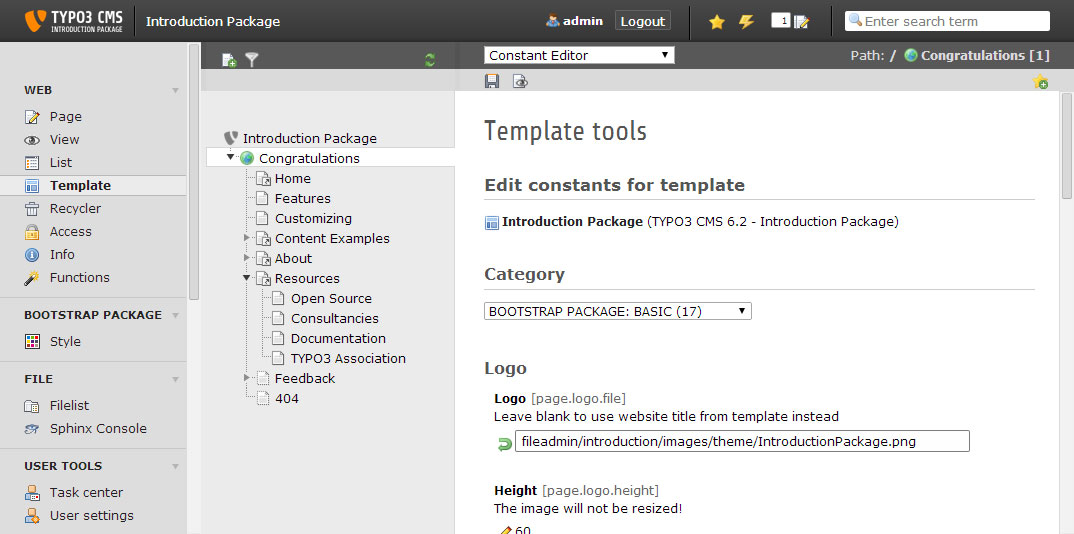 TYPO3 CMS
INTRODUCTION PACKAGE
Introduction Package
admin
Logout
1
Enter search term
WEB
Page
View
List
Template
Recycler
Access
Info
Functions
BOOTSTRAP PACKAGE
Style
FILE
Filelist
Sphinx Console
USER TOOLS
Task center
User settings
Introduction Package
Congratulations
Home
Features
Customizing
Content Examples
About
Resources
Open Source
Consultancies
Documentation
TYPO3 Association
Feedback
404
Constant Editor
Path: / Congratulations [1]
Template tools
Edit constants for template
Introduction Package (TYPO3 CMS 6.2 - Introduction Package)
Category
BOOTSTRAP PACKAGE: BASIC (17)
Logo
Logo [page.logo.file]
Leave blank to use website title from template instead
fileadmin/introduction/images/theme/IntroductionPackage.png
Height [page.logo.height]
The image will not be resized!
60